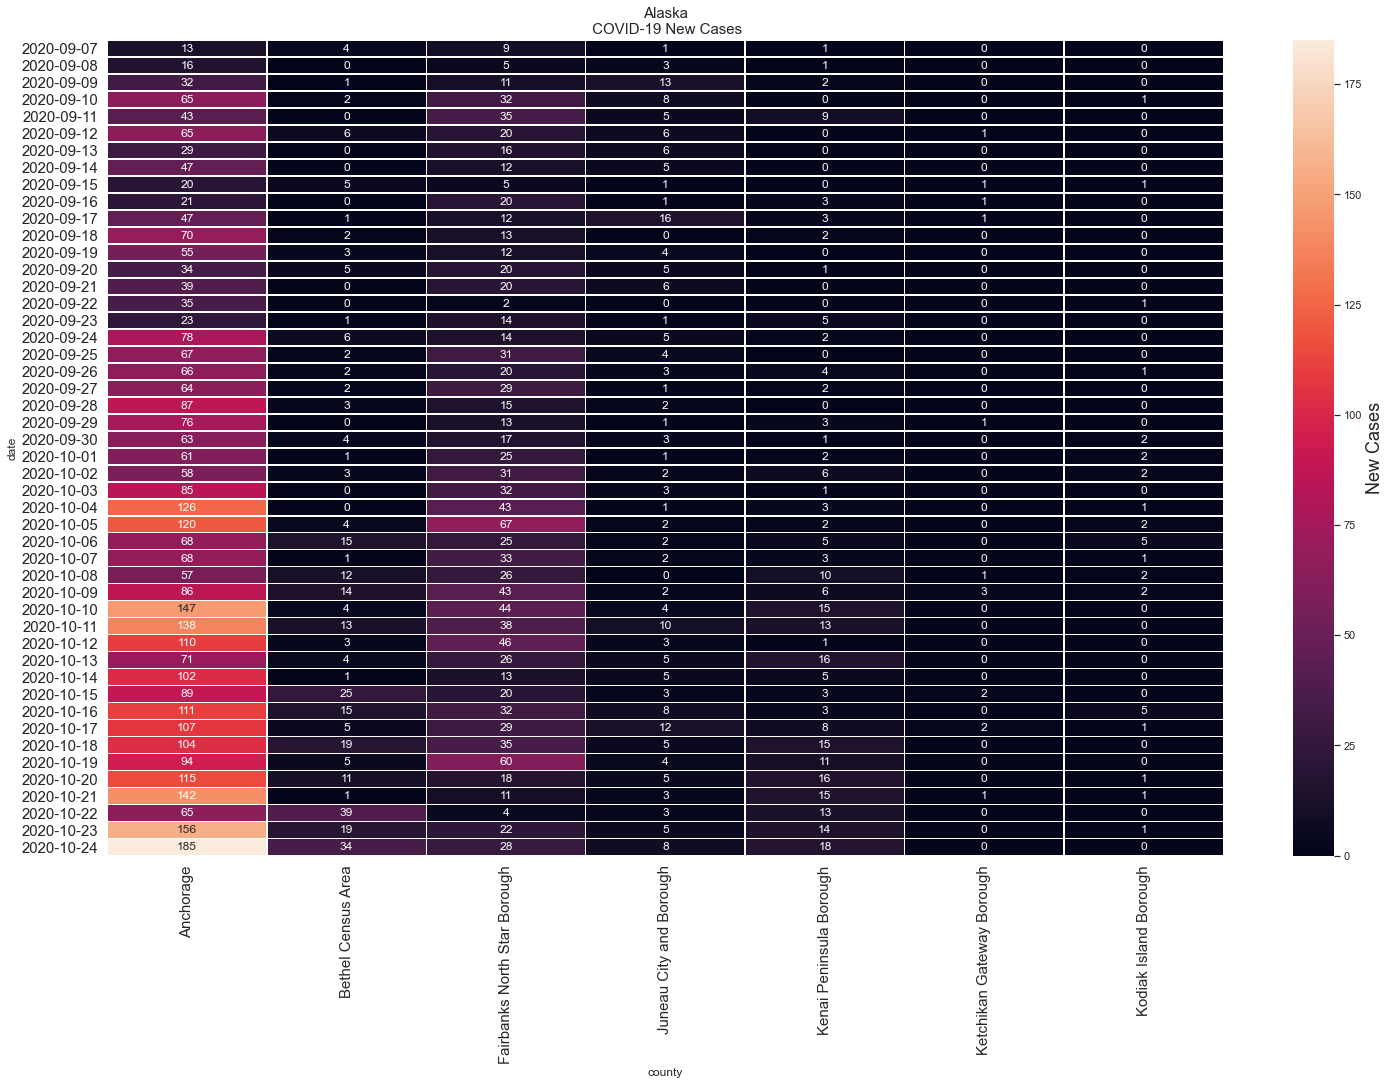 Alaska
COVID-19 New Cases
2020-09-07 13 4 9 1 1 0 0
2020-09-08 16 0 5 3 1 0 0
2020-09-09 32 1 11 13 2 0 0
2020-09-10 65 2 32 8 0 0 1
2020-09-11 43 0 35 5 9 0 0
2020-09-12 65 6 20 6 0 1 0
2020-09-13 29 0 16 6 0 0 0
2020-09-14 47 0 12 5 0 0 0
2020-09-15 20 5 5 1 0 1 1
2020-09-16 21 0 20 1 3 1 0
2020-09-17 47 1 12 16 3 1 0
2020-09-18 70 2 13 0 2 0 0
2020-09-19 55 3 12 4 0 0 0
2020-09-20 34 5 20 5 1 0 0
2020-09-21 39 0 20 6 0 0 0
2020-09-22 35 0 2 0 0 0 1
2020-09-23 23 1 14 1 5 0 0
2020-09-24 78 6 14 5 2 0 0
2020-09-25 67 2 31 4 0 0 0
2020-09-26 66 2 20 3 4 0 1
2020-09-27 64 2 29 1 2 0 0
2020-09-28 87 3 15 2 0 0 0
2020-09-29 76 0 13 1 3 1 0
2020-09-30 63 4 17 3 1 0 2
2020-10-01 61 1 25 1 2 0 2
2020-10-02 58 3 31 2 6 0 2
2020-10-03 85 0 32 3 1 0 0
2020-10-04 126 0 43 1 3 0 1
2020-10-05 120 4 67 2 2 0 2
2020-10-06 68 15 25 2 5 0 5
2020-10-07 68 1 33 2 3 0 1
2020-10-08 57 12 26 0 10 1 2
2020-10-09 86 14 43 2 6 3 2
2020-10-10 147 4 44 4 15 0 0
2020-10-11 138 13 38 10 13 0 0
2020-10-12 110 3 46 3 1 0 0
2020-10-13 71 4 26 5 16 0 0
2020-10-14 102 1 13 5 5 0 0
2020-10-15 89 25 20 3 3 2 0
2020-10-16 111 15 32 8 3 0 5
2020-10-17 107 5 29 12 8 2 1
2020-10-18 104 19 35 5 15 0 0
2020-10-19 94 5 60 4 11 0 0
2020-10-20 115 11 18 5 16 0 1
2020-10-21 142 1 11 3 15 1 1
2020-10-22 65 39 4 3 13 0 0
2020-10-23 156 19 22 5 14 0 1
2020-10-24 185 34 28 8 18 0 0
date
Anchorage
Bethel Census Area
Fairbanks North Star Borough
Juneau City and Borough
Kenai Peninsula Borough
Ketchikan Gateway Borough
Kodiak Island Borough
county
175
150
125
100
75
50
25
0
New Cases